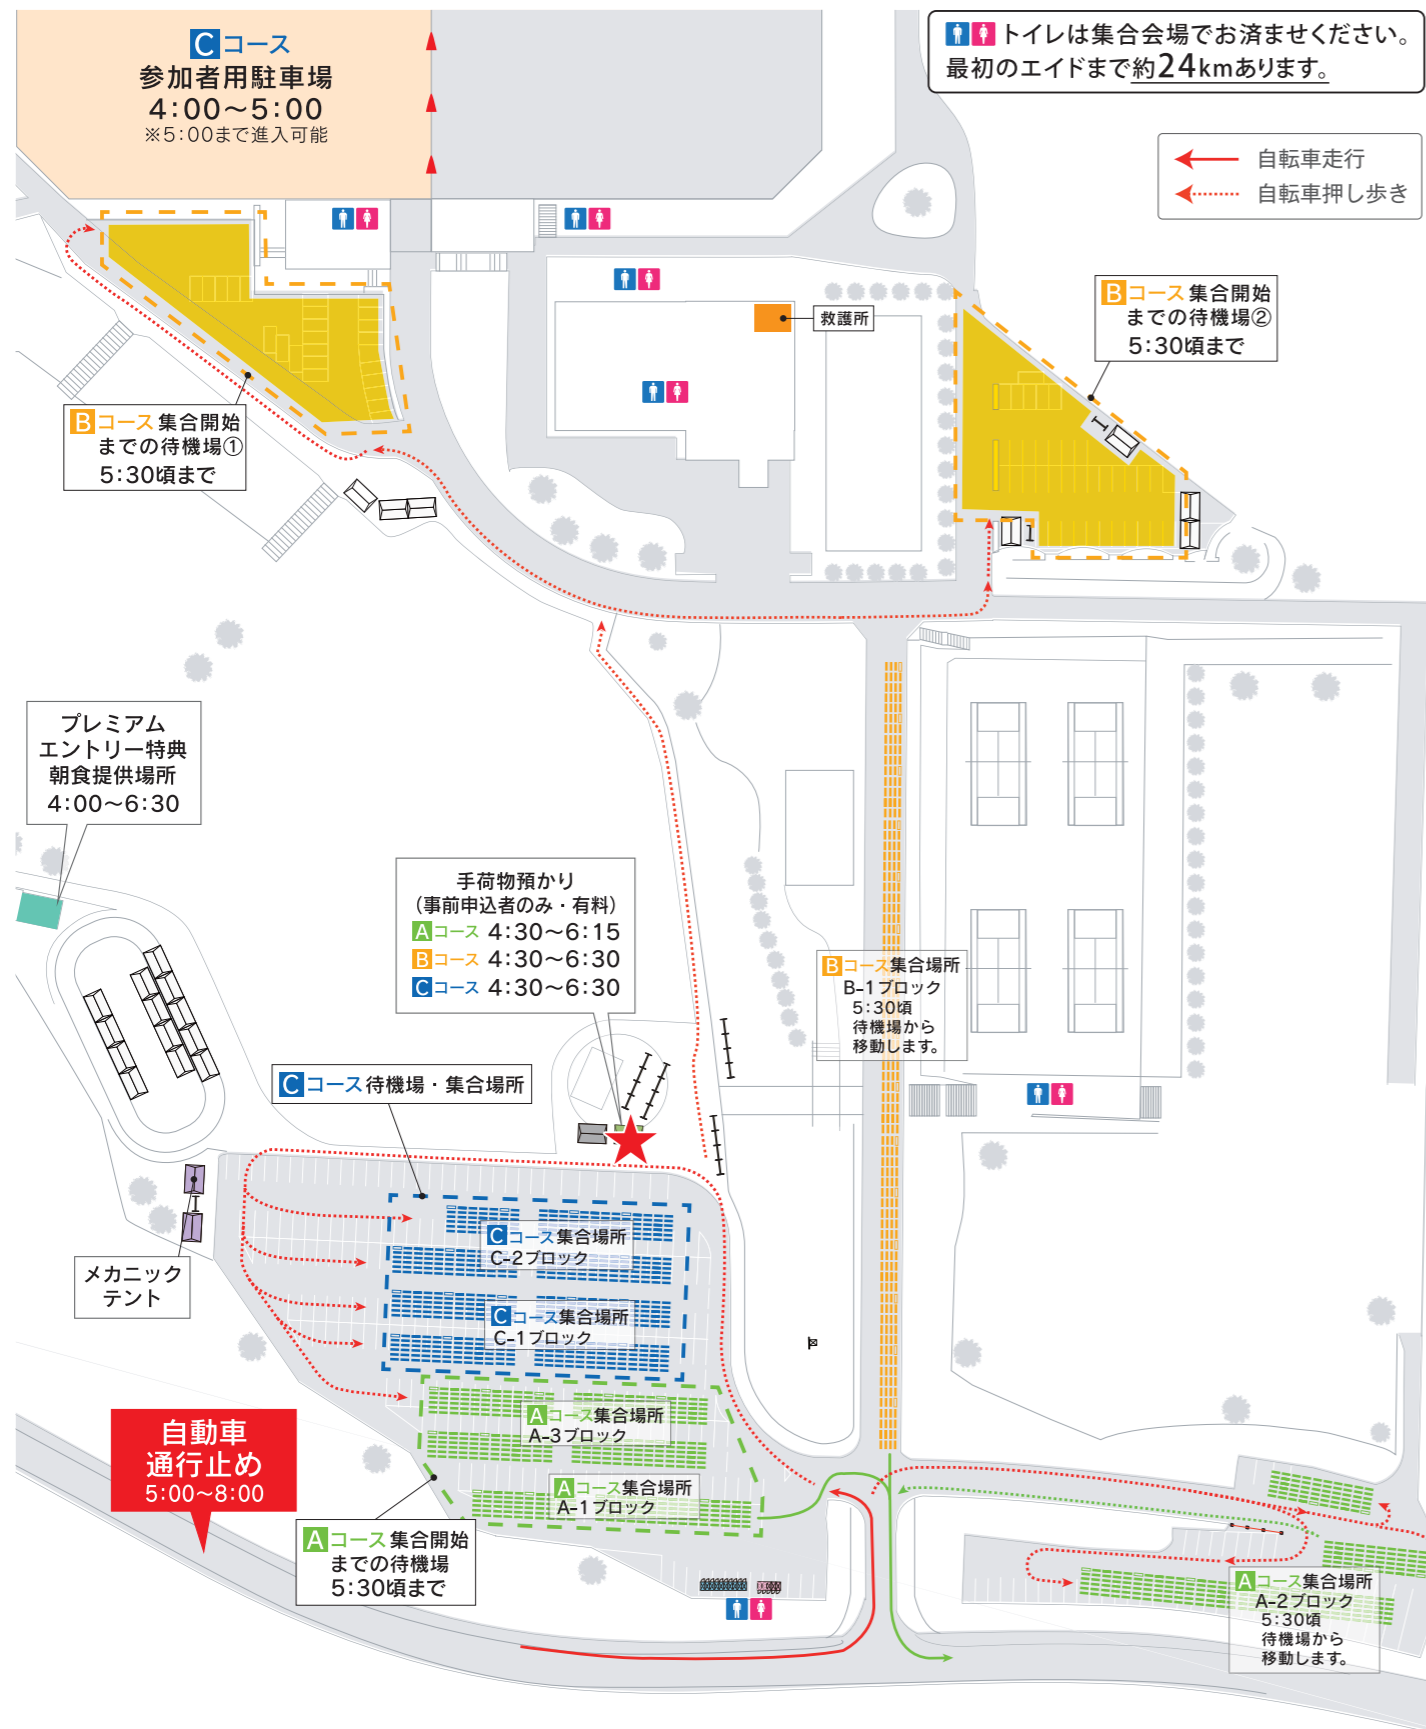 Cコース
参加者用駐車場
4:00〜5:00
※5:00まで進入可能
トイレは集合会場でお済ませください。
最初のエイドまで約24kmあります。
自転車走行
自転車押し歩き
救護所
Bコース 集合開始
までの待機場②
5:30頃まで
Bコース 集合開始
までの待機場①
5:30頃まで
プレミアム
エントリー特典
朝食提供場所
4:00〜6:30
手荷物預かり
（事前申込者のみ・有料）
Aコース 4:30〜6:15
Bコース 4:30〜6:30
Cコース 4:30〜6:30
Bコース集合場所
B-1ブロック
5:30頃
待機場から
移動します。
Cコース待機場・集合場所
メカニック
テント
Cコース集合場所
C-2ブロック
Cコース集合場所
C-1ブロック
Aコース集合場所
A-3ブロック
Aコース集合場所
A-1ブロック
自動車
通行止め
5:00〜8:00
Aコース 集合開始
までの待機場
5:30頃まで
Aコース集合場所
A-2ブロック
5:30頃
待機場から
移動します。